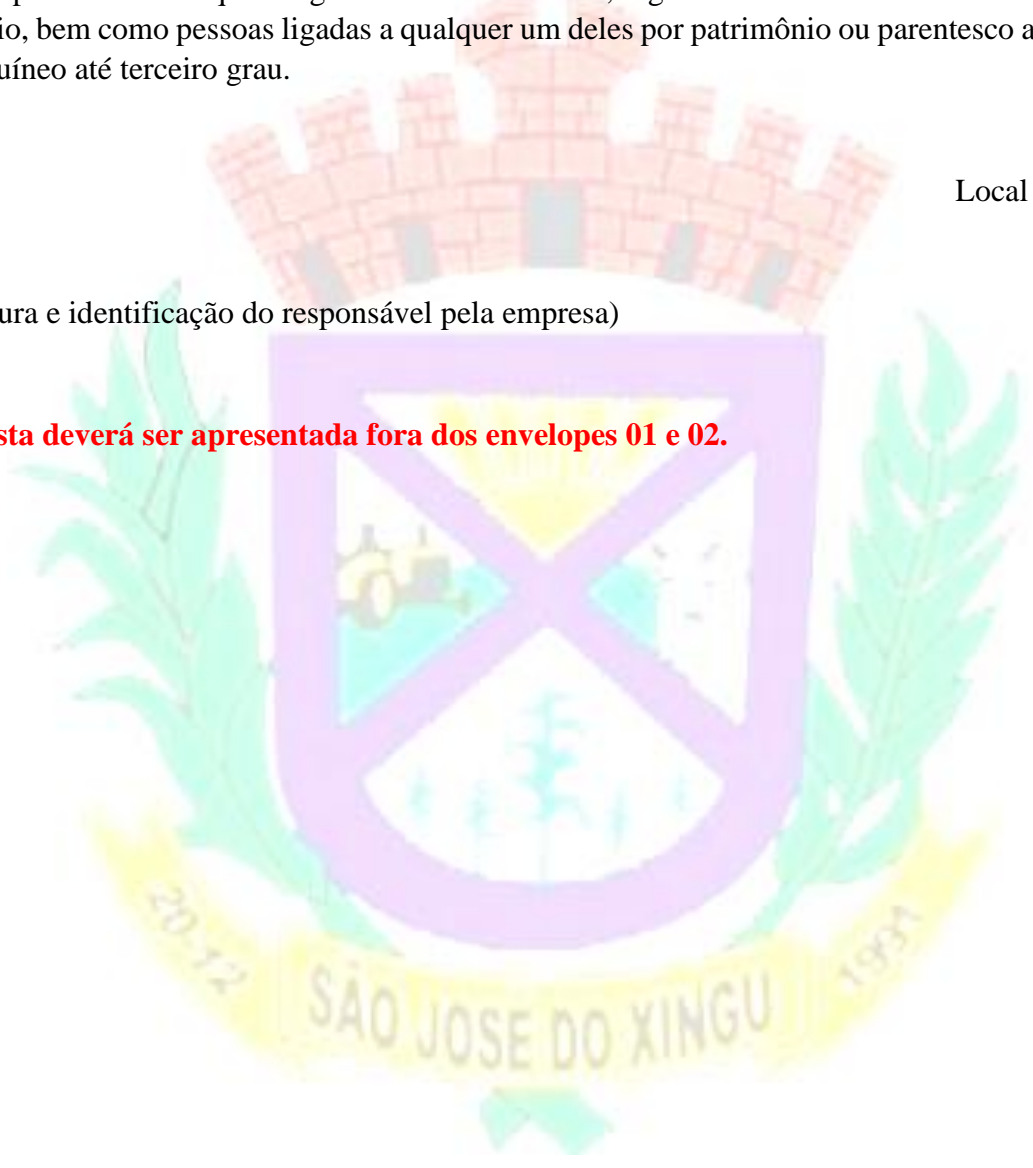 io, bem como pessoas ligadas a qualquer um deles por patrimônio ou parentesco a
uíneo até terceiro grau.
Local
ura e identificação do responsável pela empresa)
sta deverá ser apresentada fora dos envelopes 01 e 02.
20-12 SÃO JOSE DO XINGU 1991